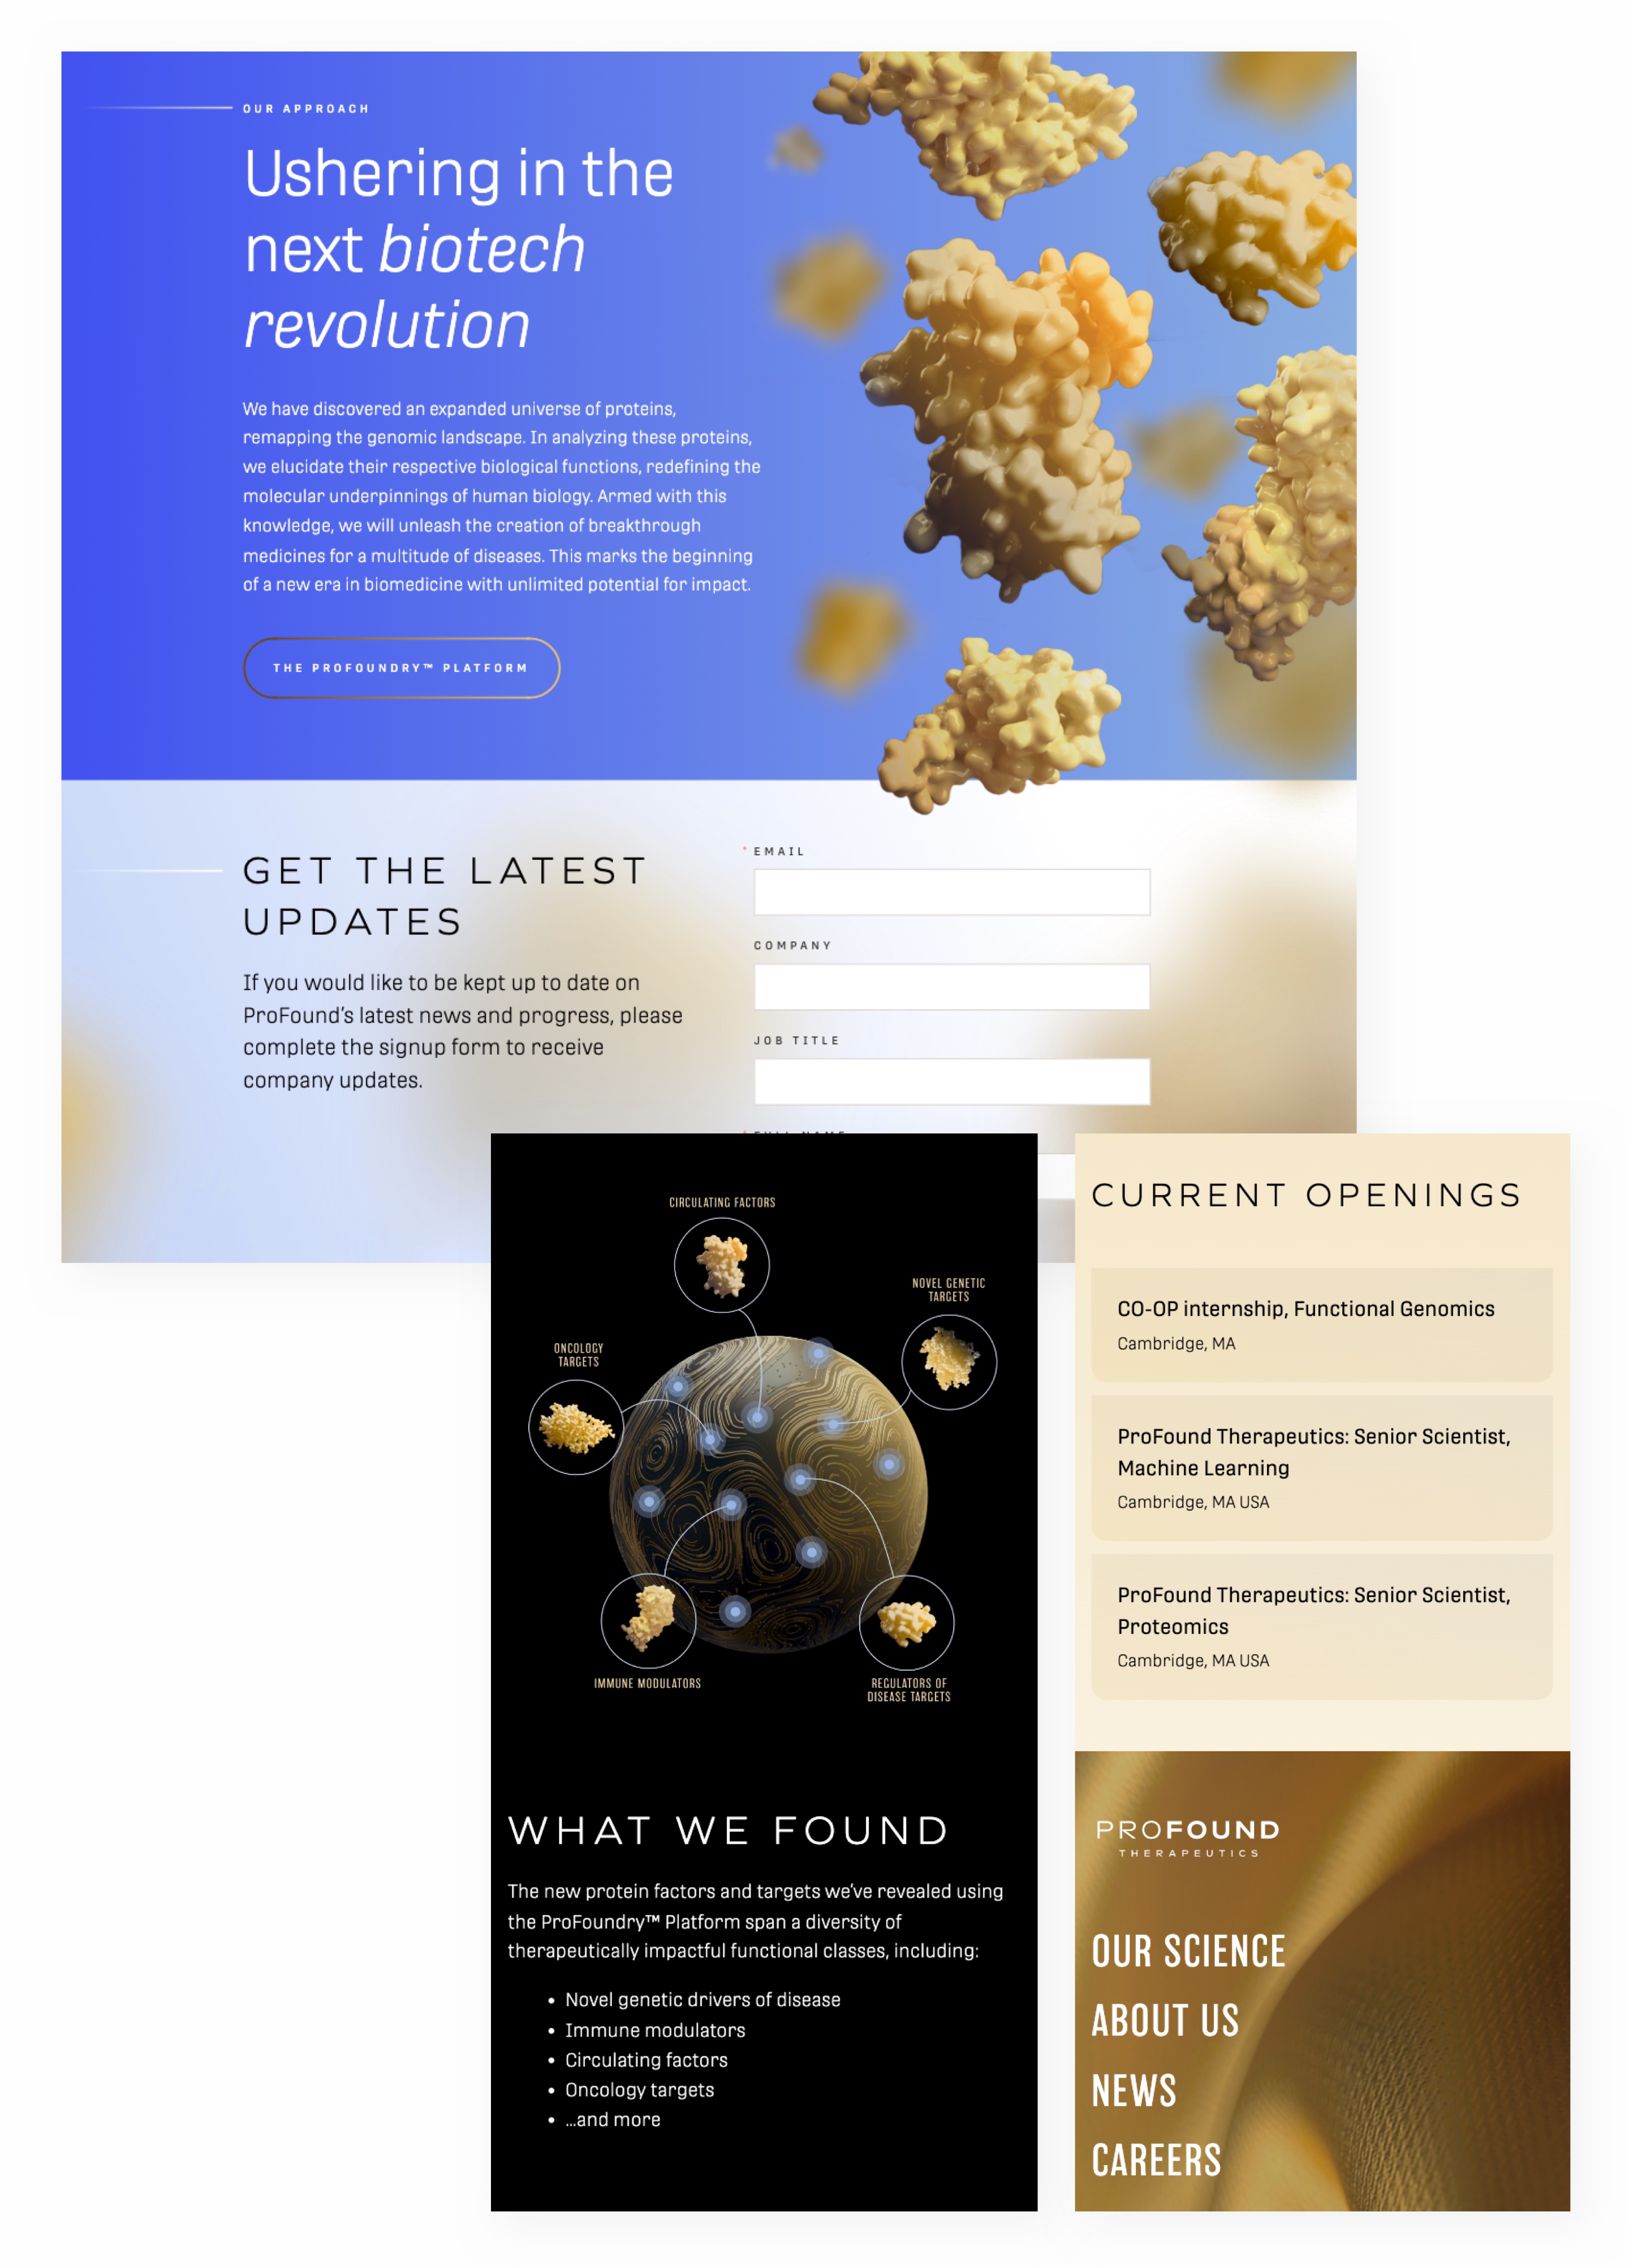 OUR APPROACH
Ushering in the
next biotech
revolution
We have discovered an expanded universe of proteins,
remapping the genomic landscape. In analyzing these proteins,
we elucidate their respective biological functions, redefining the
molecular underpinnings of human biology. Armed with this
knowledge, we will unleash the creation of breakthrough
medicines for a multitude of diseases. This marks the beginning
of a new era in biomedicine with unlimited potential for impact.
THE PROFOUNDRY™ PLATFORM
GET THE LATEST
UPDATES
If you would like to be kept up to date on
ProFound’s latest news and progress, please
complete the signup form to receive
company updates.
* EMAIL
COMPANY
JOB TITLE
CIRCULATING FACTORS
NOVEL GENETIC
TARGETS
ONCOLOGY
TARGETS
IMMUNE MODULATORS
REGULATORS OF
DISEASE TARGETS
WHAT WE FOUND
The new protein factors and targets we’ve revealed using
the ProFoundry™ Platform span a diversity of
therapeutically impactful functional classes, including:
• Novel genetic drivers of disease
• Immune modulators
• Circulating factors
• Oncology targets
• ...and more
CURRENT OPENINGS
CO-OP internship, Functional Genomics
Cambridge, MA
ProFound Therapeutics: Senior Scientist,
Machine Learning
Cambridge, MA USA
ProFound Therapeutics: Senior Scientist,
Proteomics
Cambridge, MA USA
PROFOUND
THERAPEUTICS
OUR SCIENCE
ABOUT US
NEWS
CAREERS